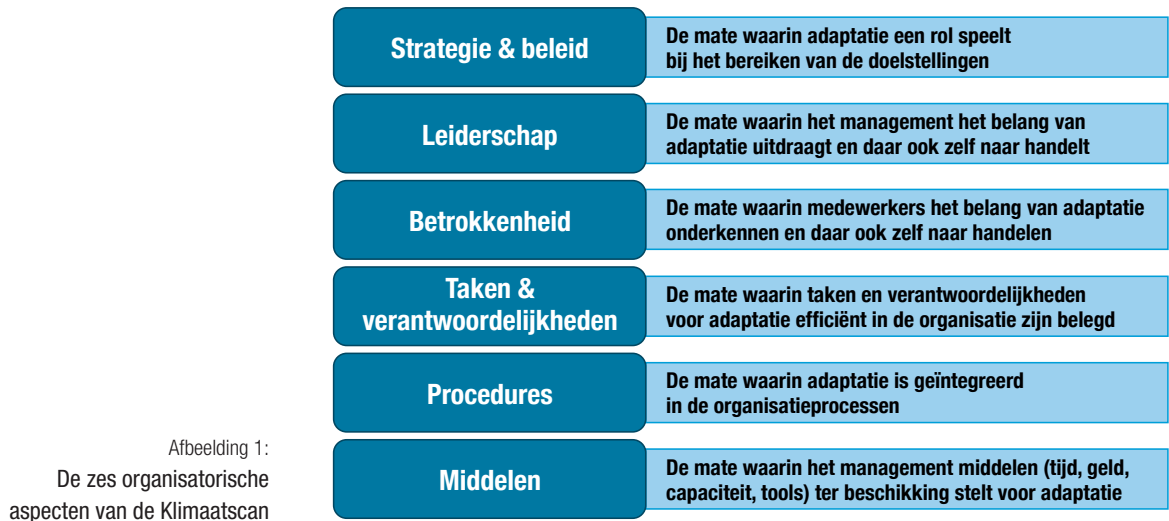 Strategie & beleid
De mate waarin adaptatie een rol speelt
bij het bereiken van de doelstellingen
Leiderschap
De mate waarin het management het belang van
adaptatie uitdraagt en daar ook zelf naar handelt
Betrokkenheid
De mate waarin medewerkers het belang van adaptatie
onderkennen en daar ook zelf naar handelen
Taken &
verantwoordelijkheden
De mate waarin taken en verantwoordelijkheden
voor adaptatie efficiënt in de organisatie zijn belegd
Procedures
De mate waarin adaptatie is geïntegreerd
in de organisatieprocessen
Middelen
De mate waarin het management middelen (tijd, geld,
capaciteit, tools) ter beschikking stelt voor adaptatie
Afbeelding 1:
De zes organisatorische
aspecten van de Klimaatscan